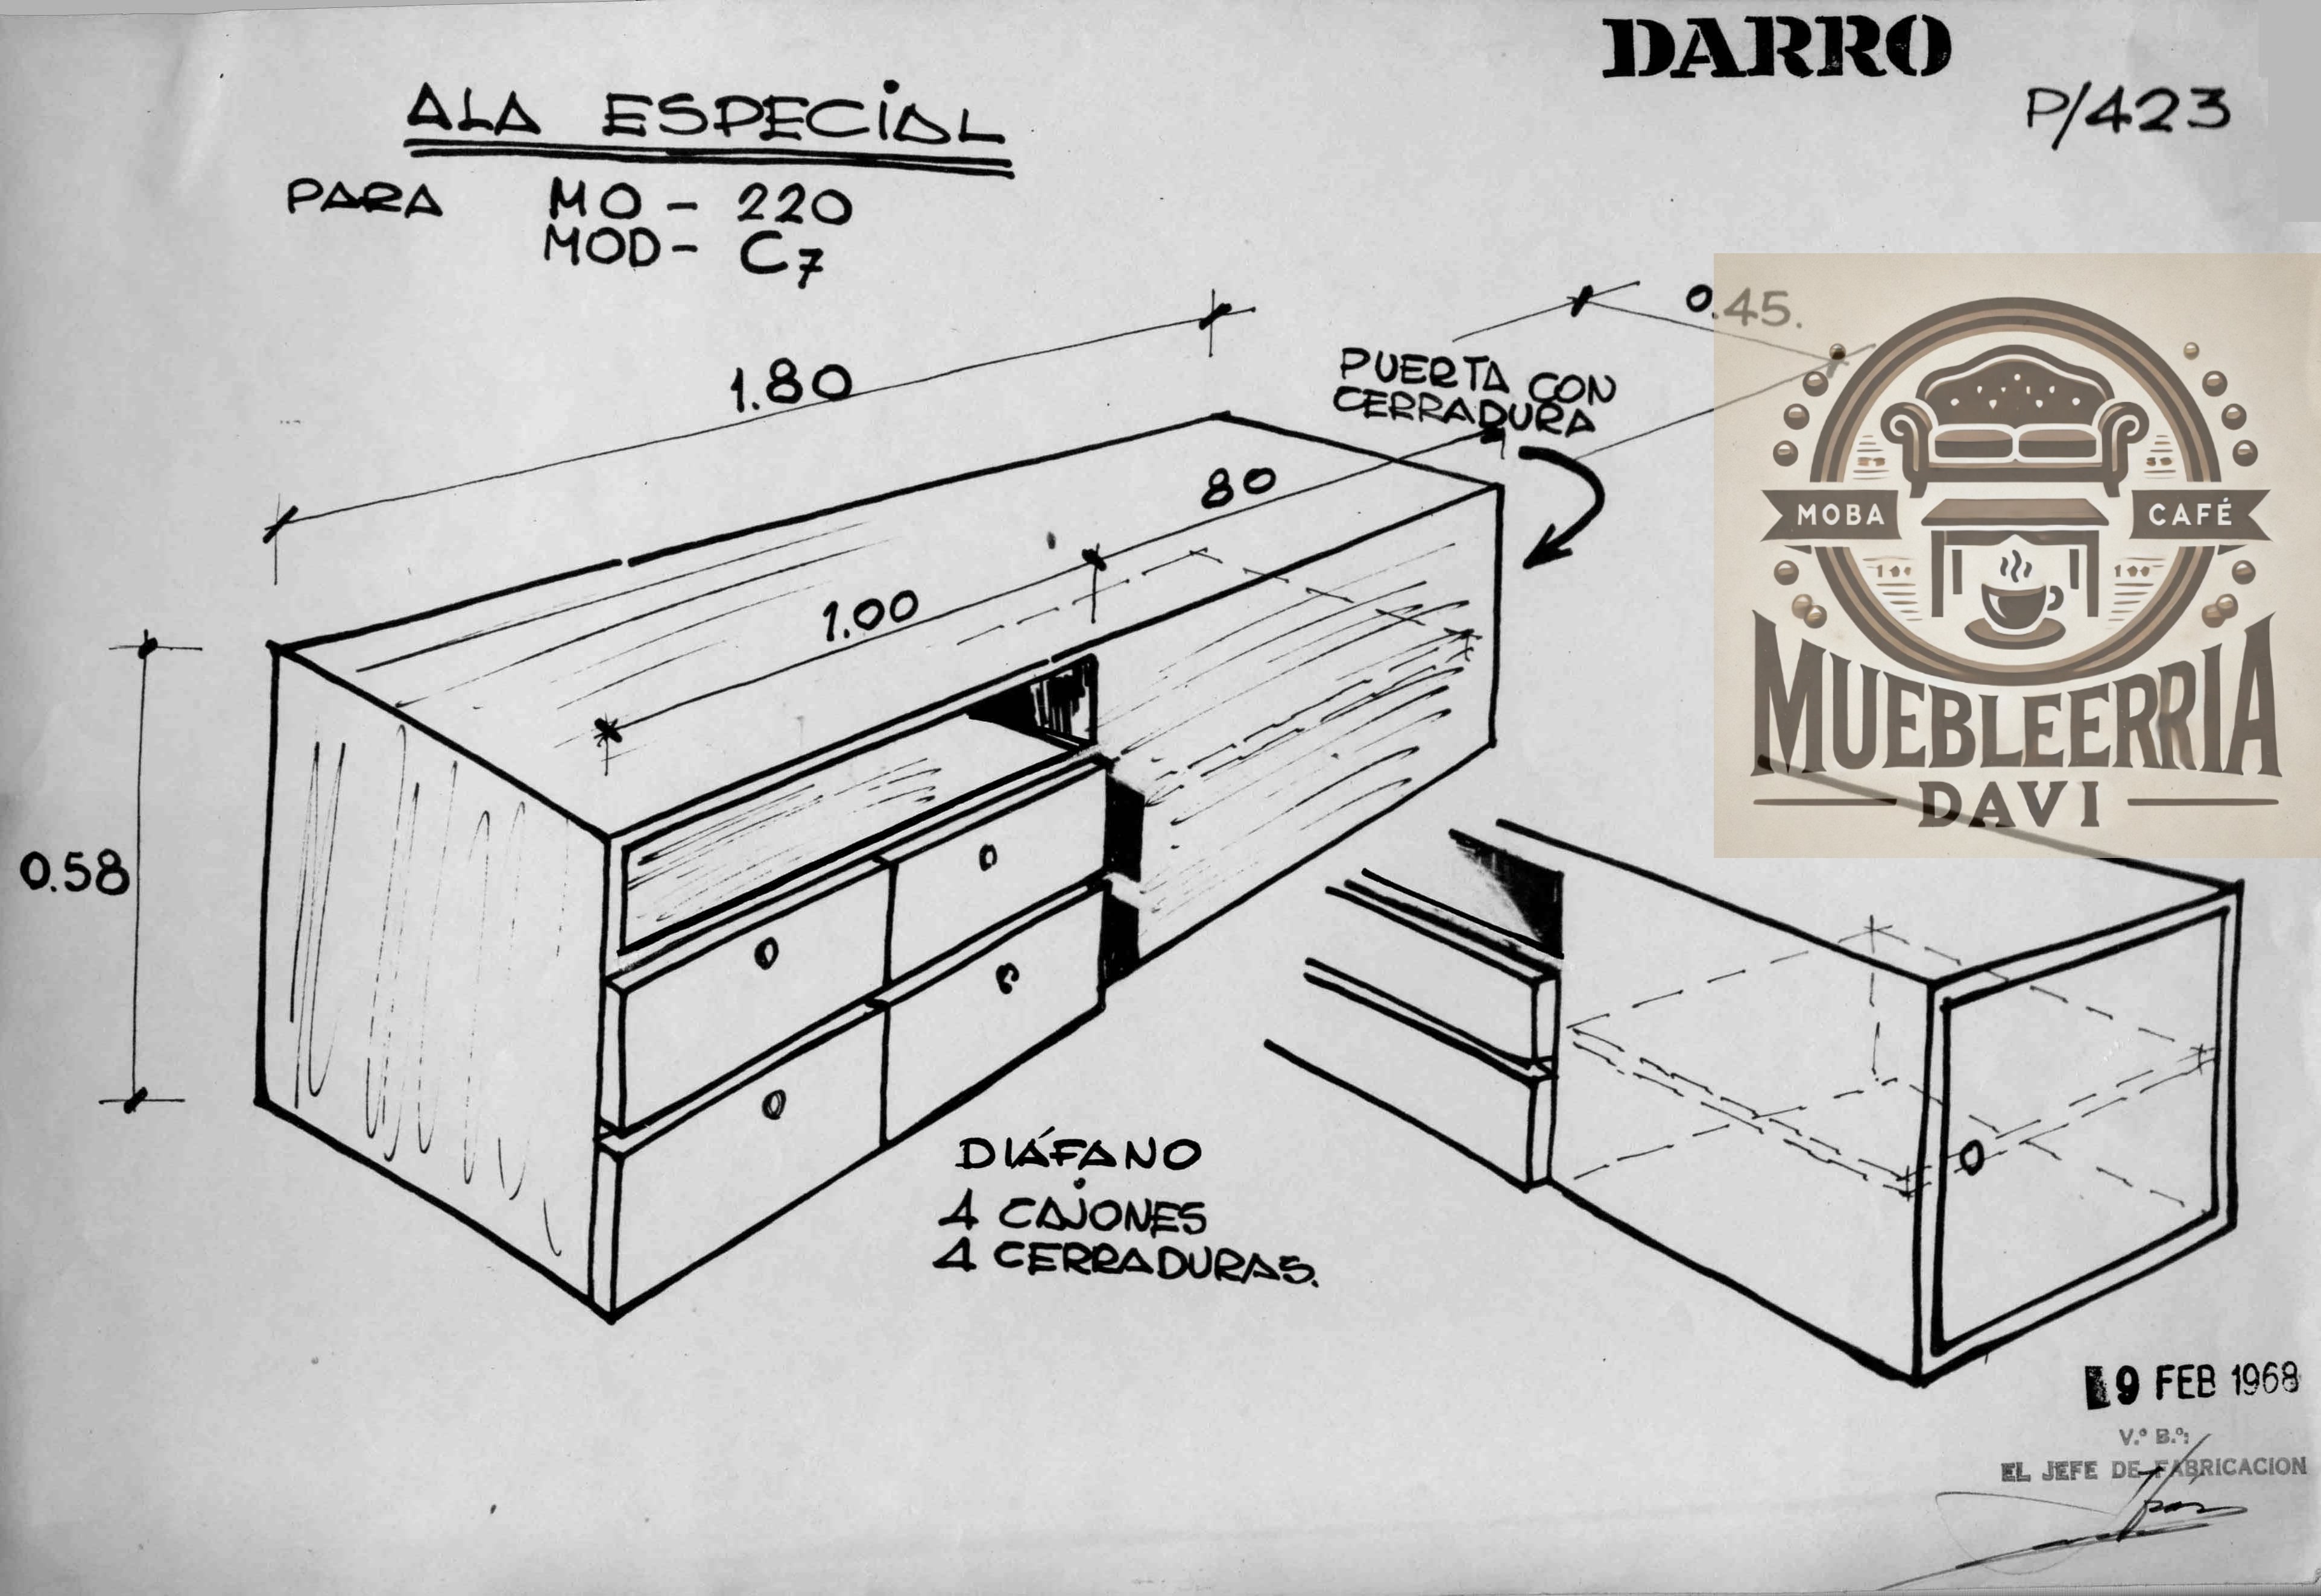 DARRO
P/423
ALA ESPECIAL
PARA MO - 220
MOD - C7
1.80
0.45.
PUERTA CON
CERRADURA
80
1.00
0.58
MOBA CAFÉ
MUEBLEERRIA
DAVI
DIÁFANO
4 CAJONES
4 CERRADURAS.
9 FEB 1968
V.º B.º:
EL JEFE DE FABRICACION